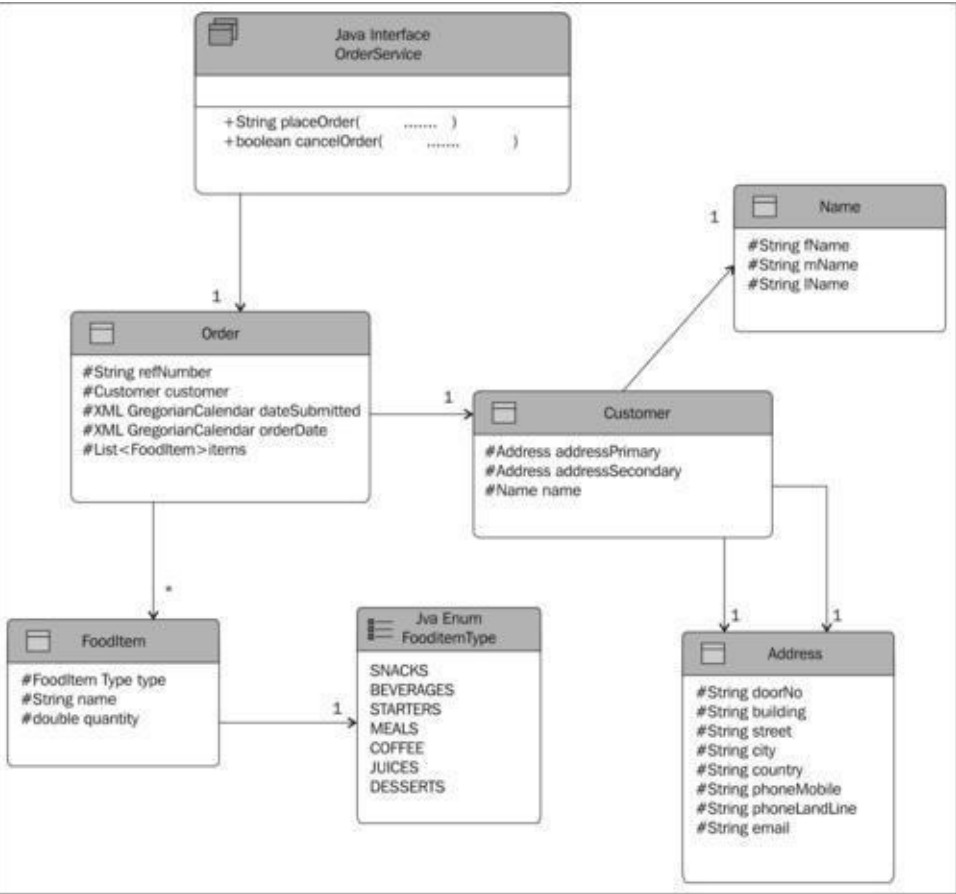 Java Interface
OrderService
+String placeOrder( ....... )
+boolean cancelOrder( ....... )
1
Name
#String fName
#String mName
#String lName
1
Order
#String refNumber
#Customer customer
#XML GregorianCalendar dateSubmitted
#XML GregorianCalendar orderDate
#List<FoodItem>items
1
Customer
#Address addressPrimary
#Address addressSecondary
#Name name
*
FoodItem
#FoodItem Type type
#String name
#double quantity
1
Jva Enum
FooditemType
SNACKS
BEVERAGES
STARTERS
MEALS
COFFEE
JUICES
DESSERTS
1
1
Address
#String doorNo
#String building
#String street
#String city
#String country
#String phoneMobile
#String phoneLandLine
#String email